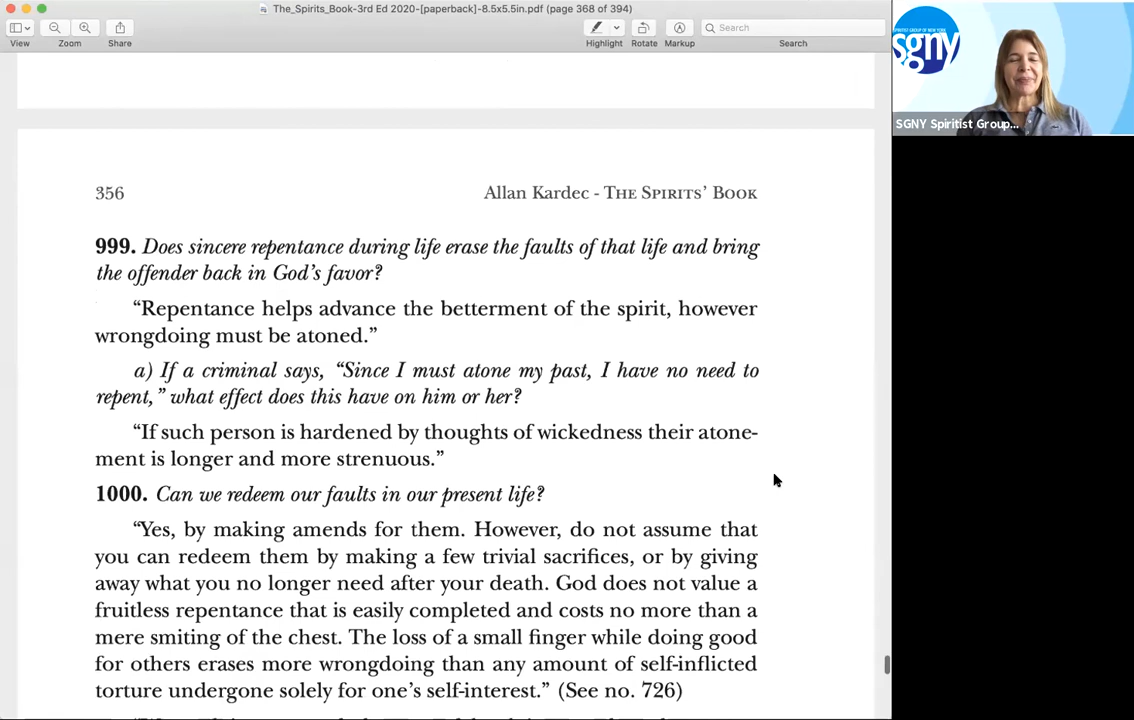 The_Spirits_Book-3rd Ed 2020-[paperback]-8.5x5.5in.pdf (page 368 of 394)
View
Zoom
Share
Highlight
Rotate
Markup
Search
Search
SPIRITIST GROUP OF NEW YORK
sgny
SGNY Spiritist Group...
356
Allan Kardec - THE SPIRITS’ BOOK
999. Does sincere repentance during life erase the faults of that life and bring
the offender back in God’s favor?
“Repentance helps advance the betterment of the spirit, however
wrongdoing must be atoned.”
a) If a criminal says, “Since I must atone my past, I have no need to
repent,” what effect does this have on him or her?
“If such person is hardened by thoughts of wickedness their atone-
ment is longer and more strenuous.”
1000. Can we redeem our faults in our present life?
“Yes, by making amends for them. However, do not assume that
you can redeem them by making a few trivial sacrifices, or by giving
away what you no longer need after your death. God does not value a
fruitless repentance that is easily completed and costs no more than a
mere smiting of the chest. The loss of a small finger while doing good
for others erases more wrongdoing than any amount of self-inflicted
torture undergone solely for one’s self-interest.” (See no. 726)